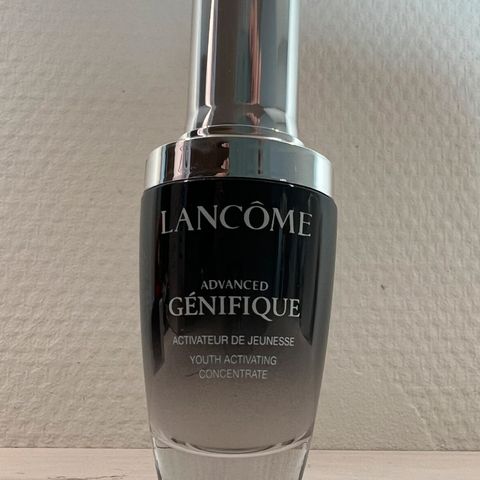 LANCÔME
ADVANCED
GÉNIFIQUE
ACTIVATEUR DE JEUNESSE
YOUTH ACTIVATING
CONCENTRATE